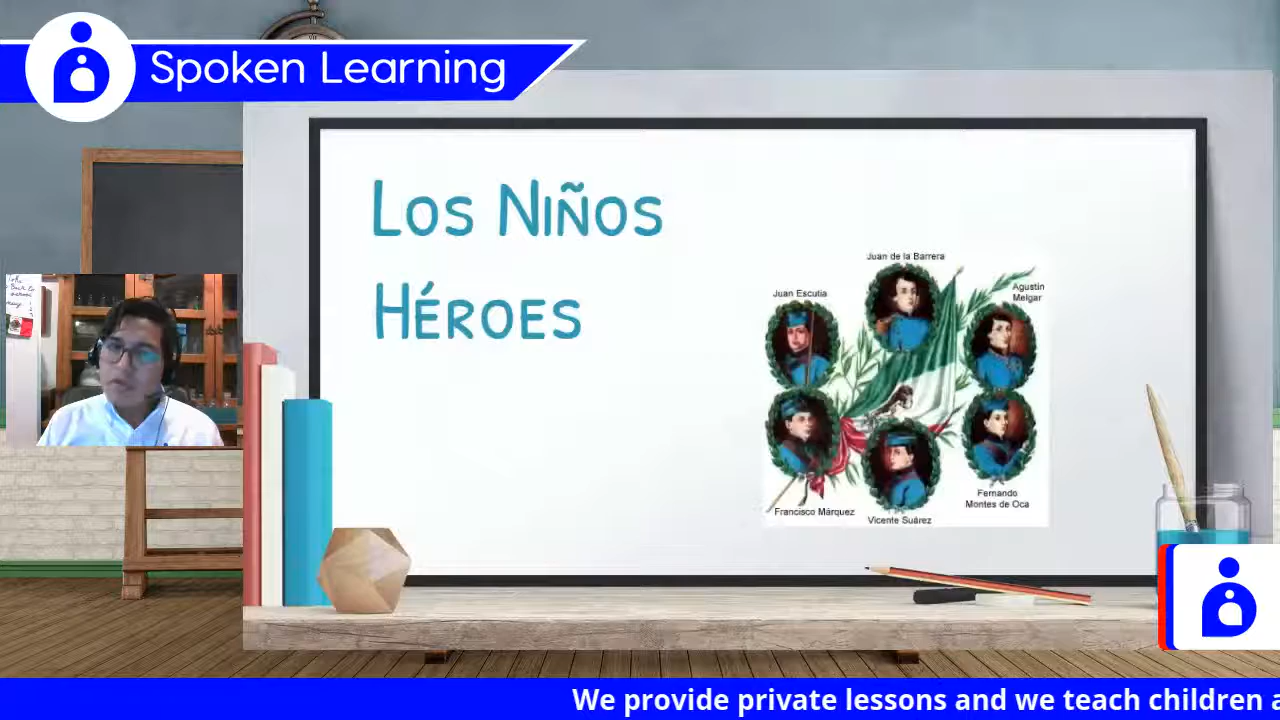 Spoken Learning
Los Niños
Héroes
Juan de la Barrera
Juan Escutia
Agustín
Melgar
Francisco Márquez
Vicente Suárez
Fernando
Montes de Oca
We provide private lessons and we teach children